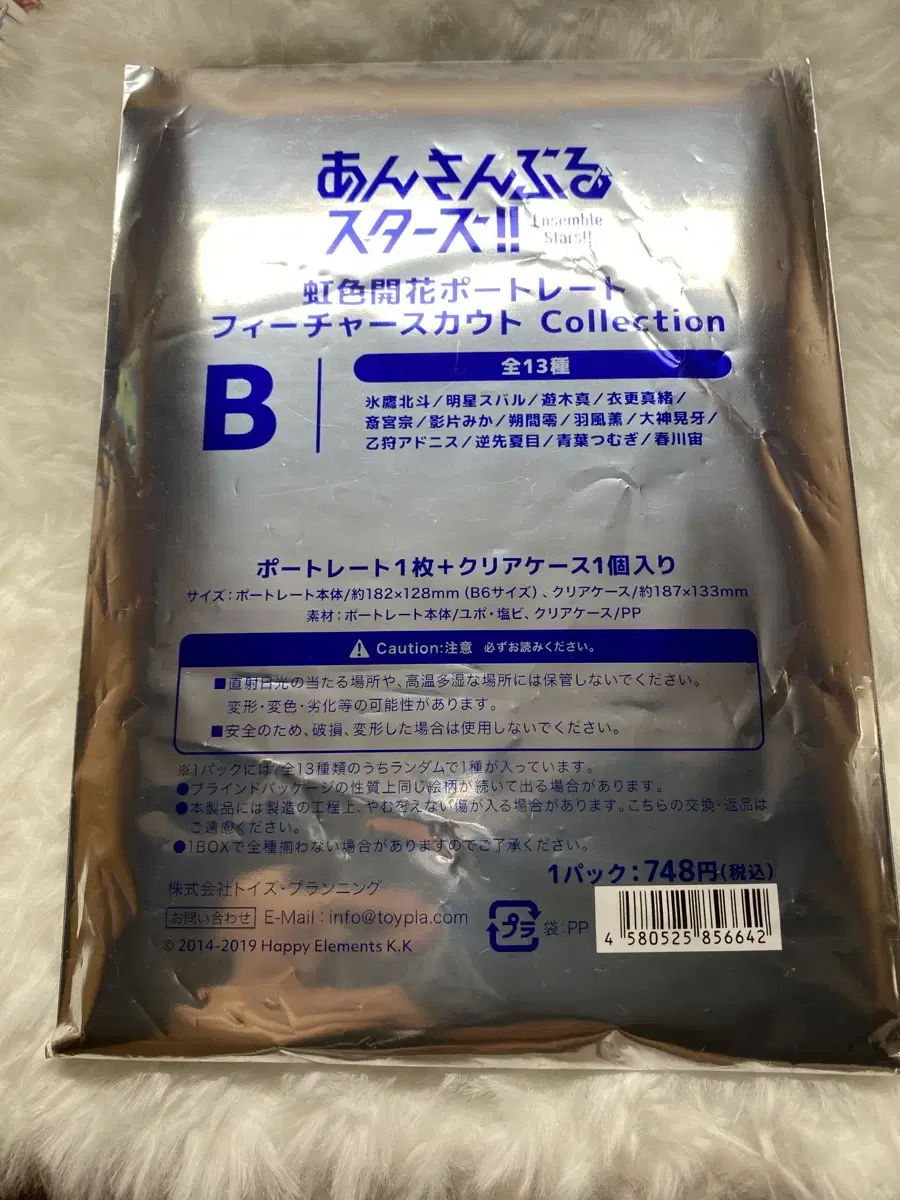 あんさんぶる
スターズ!!
Ensemble
Stars!!
虹色開花ポートレート
フィーチャースカウト Collection
B
全13種
氷鷹北斗/明星スバル/遊木真/衣更真緒/
斎宮宗/影片みか/朔間零/羽風薫/大神晃牙/
乙狩アドニス/逆先夏目/青葉つむぎ/春川宙
ポートレート1枚+クリアケース1個入り
サイズ:ポートレート本体/約182×128mm (B6サイズ)、クリアケース/約187×133mm
素材:ポートレート本体/ユポ・塩ビ、クリアケース/PP
Caution:注意 必ずお読みください。
■直射日光の当たる場所や、高温多湿な場所には保管しないでください。
変形・変色・劣化等の可能性があります。
■安全のため、破損、変形した場合は使用しないでください。
※1パックには/全13種類のうちランダムで1種が入っています。
●ブラインドパッケージの性質上同じ絵柄が続いて出る場合があります。
●本製品には製造の工程上、やむをえない傷が入る場合があります。こちらの交換・返品は
ご遠慮ください。
●1BOXで全種揃わない場合がありますのでご了承ください。
1パック:748円(税込)
株式会社トイズ・プランニング
お問い合わせ E-Mail:info@toypla.com
© 2014-2019 Happy Elements K.K
プラ 袋:PP
4 580525 856642